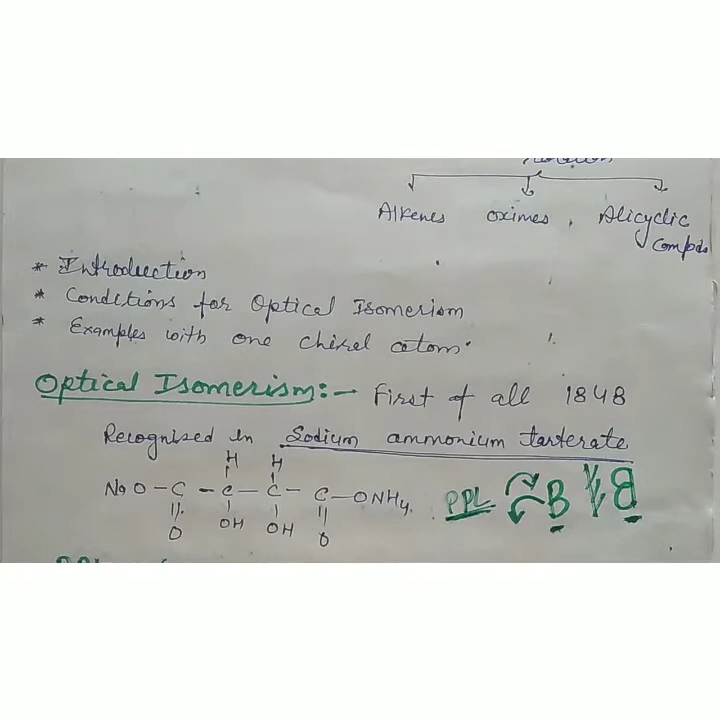 Alkenes oximes, Alicyclic
Compds
* Introduction
* Conditions for Optical Isomerism
* Examples with one chirel atom.
Optical Isomerism:- First of all 1848
Recognised in Sodium ammonium tarterate
H H
NaO-C-C-C-C-ONH4. PPL B B
O OH OH O